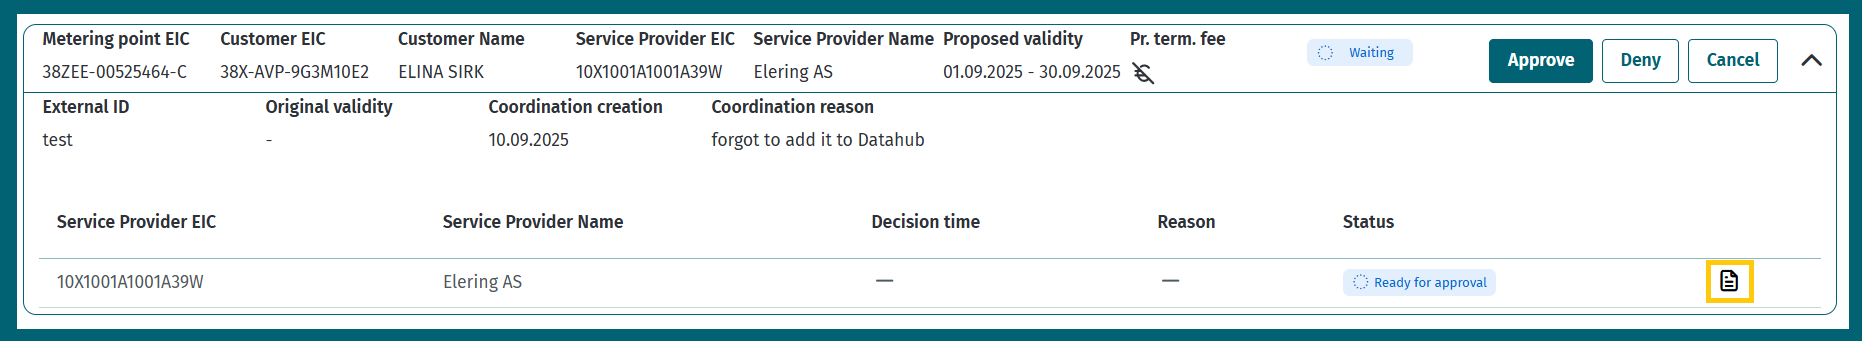 Metering point EIC Customer EIC Customer Name Service Provider EIC Service Provider Name Proposed validity Pr. term. fee
38ZEE-00525464-C 38X-AVP-9G3M10E2 ELINA SIRK 10X1001A1001A39W Elering AS 01.09.2025 - 30.09.2025
Waiting
Approve Deny Cancel
External ID Original validity Coordination creation Coordination reason
test - 10.09.2025 forgot to add it to Datahub
Service Provider EIC Service Provider Name Decision time Reason Status
10X1001A1001A39W Elering AS — — Ready for approval